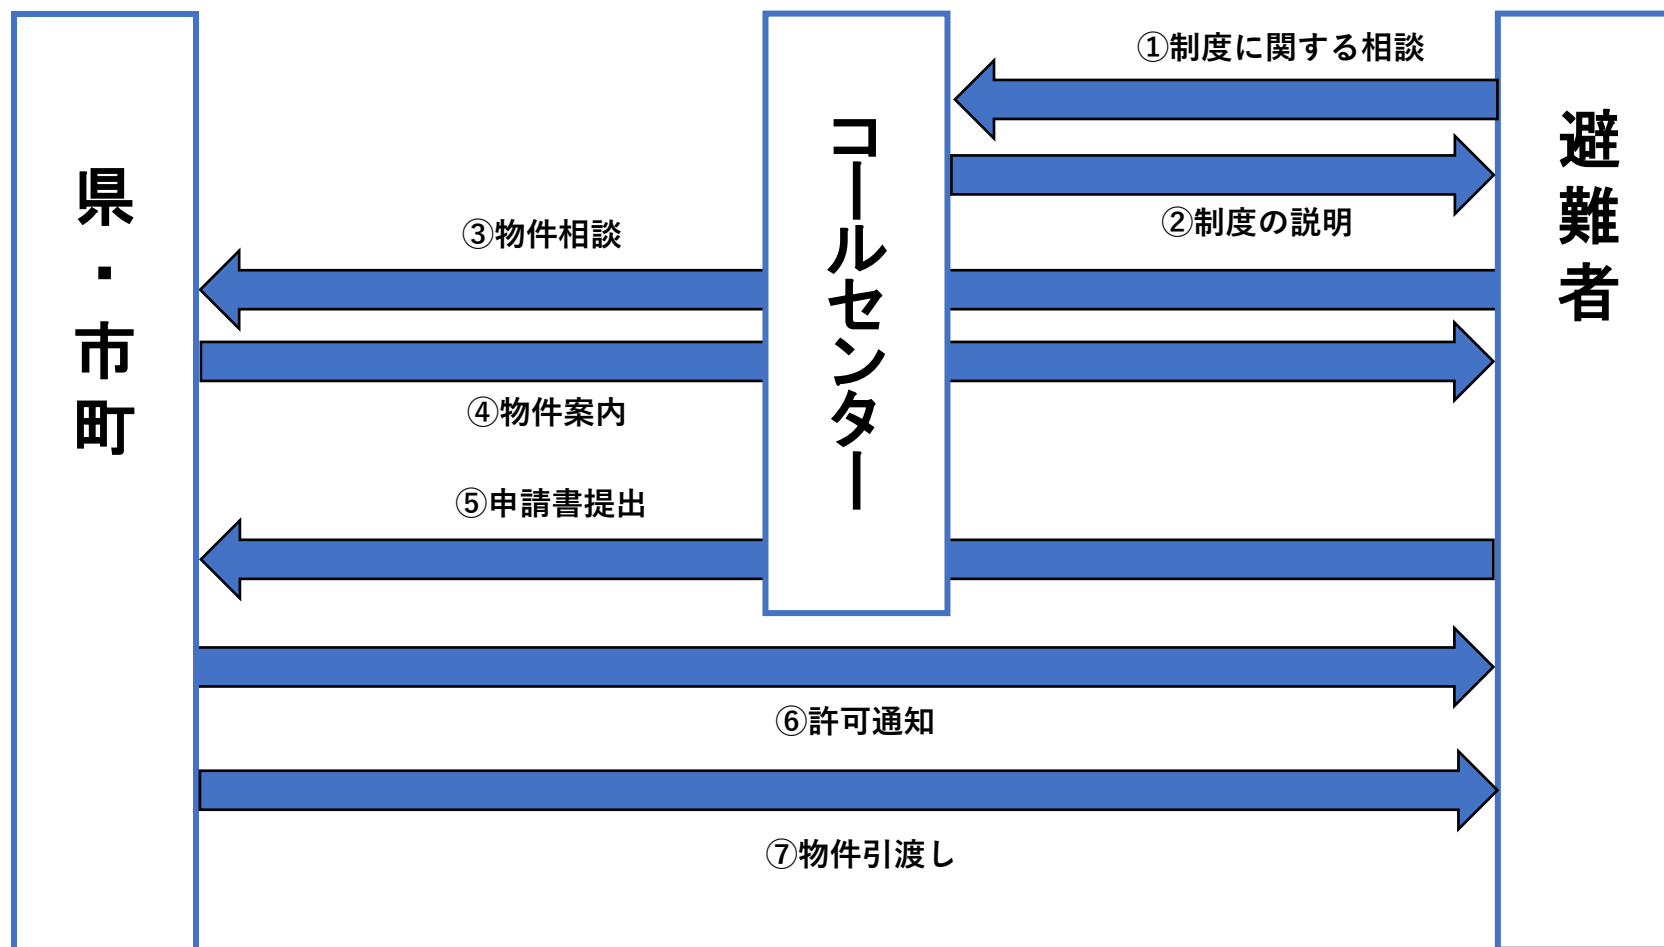 県・市町
コールセンター
避難者
①制度に関する相談
②制度の説明
③物件相談
④物件案内
⑤申請書提出
⑥許可通知
⑦物件引渡し